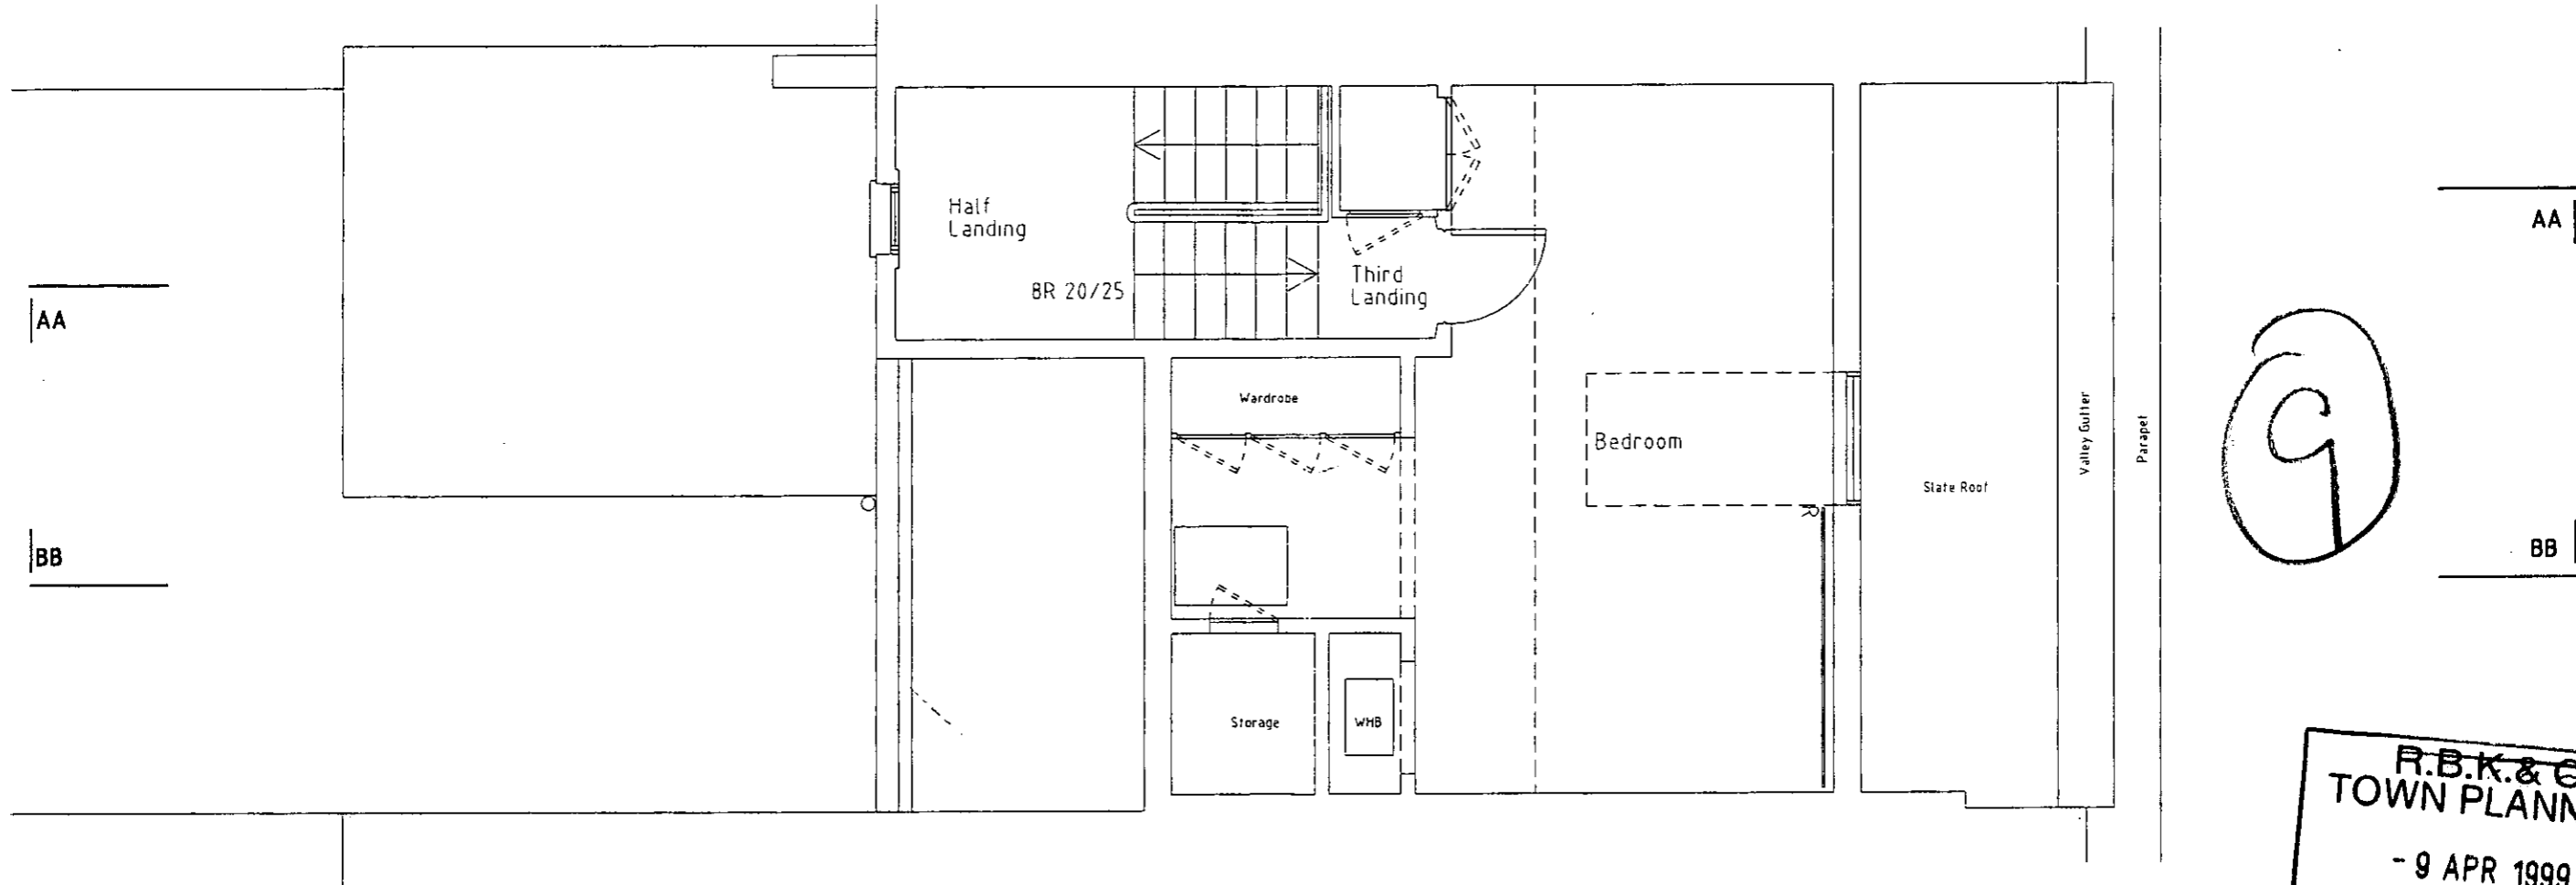 Half
Landing
BR 20/25
Third
Landing
AA
AA
Wardrobe
Bedroom
R
Slate Roof
Valley Gutter
Parapet
9
BB
BB
Storage
WHB
R.B.K.& C
TOWN PLANN
- 9 APR 1999